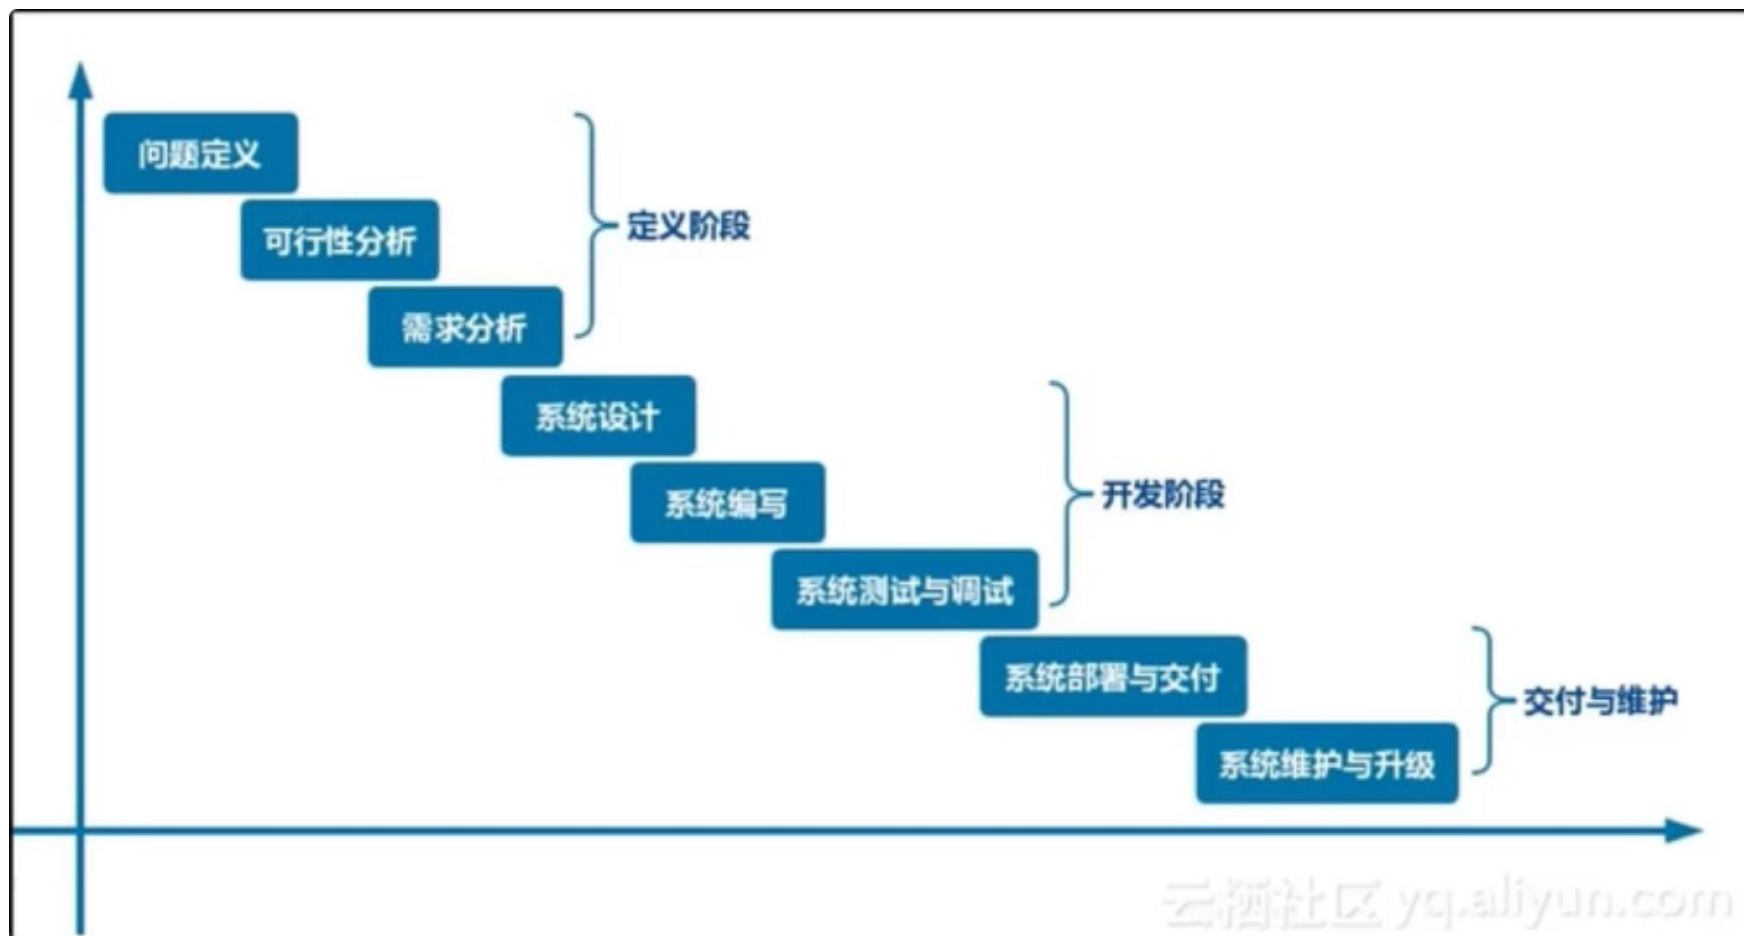 问题定义
可行性分析
定义阶段
需求分析
系统设计
系统编写
开发阶段
系统测试与调试
系统部署与交付
交付与维护
系统维护与升级
云栖社区 yq.aliyun.com